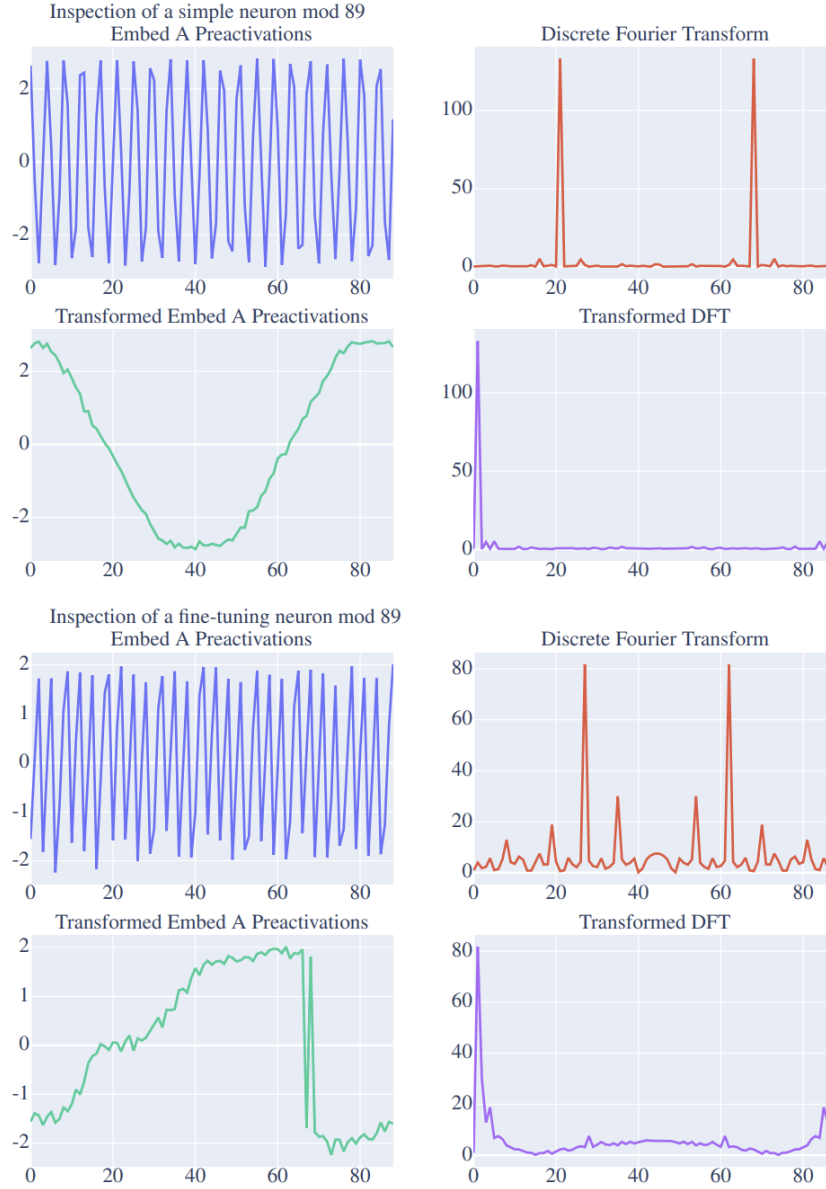 Inspection of a simple neuron mod 89
Embed A Preactivations
2
0
-2
0 20 40 60 80
Discrete Fourier Transform
100
50
0
0 20 40 60 80
Transformed Embed A Preactivations
2
0
-2
0 20 40 60 80
Transformed DFT
100
50
0
0 20 40 60 80
Inspection of a fine-tuning neuron mod 89
Embed A Preactivations
2
1
0
-1
-2
0 20 40 60 80
Discrete Fourier Transform
80
60
40
20
0
0 20 40 60 80
Transformed Embed A Preactivations
2
1
0
-1
-2
0 20 40 60 80
Transformed DFT
80
60
40
20
0
0 20 40 60 80